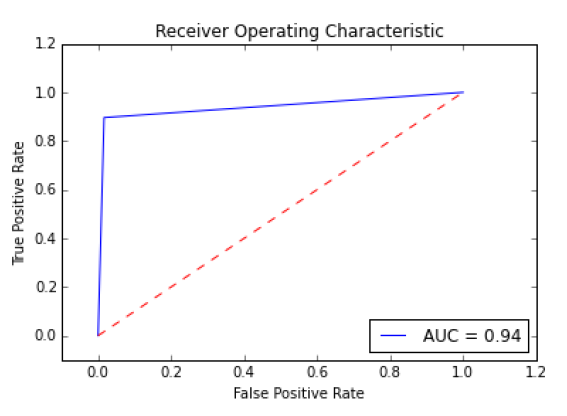 Receiver Operating Characteristic
1.2
1.0
0.8
0.6
0.4
0.2
0.0
True Positive Rate
AUC = 0.94
0.0 0.2 0.4 0.6 0.8 1.0 1.2
False Positive Rate